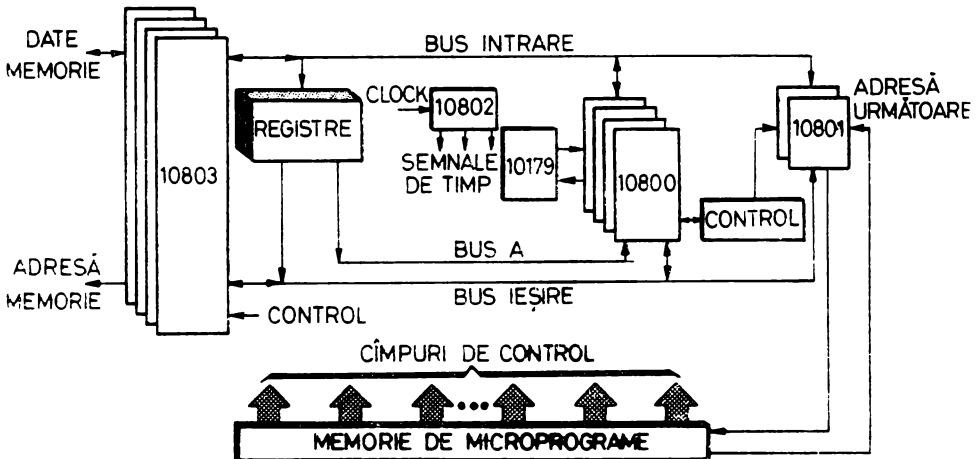 DATE
MEMORIE
BUS INTRARE
CLOCK
10802
ADRESĂ
URMĂTOARE
REGISTRE
10801
SEMNALE
DE TIMP
10179
10803
10800
CONTROL
BUS A
ADRESĂ
MEMORIE
BUS IEȘIRE
CONTROL
CÎMPURI DE CONTROL
MEMORIE DE MICROPROGRAME